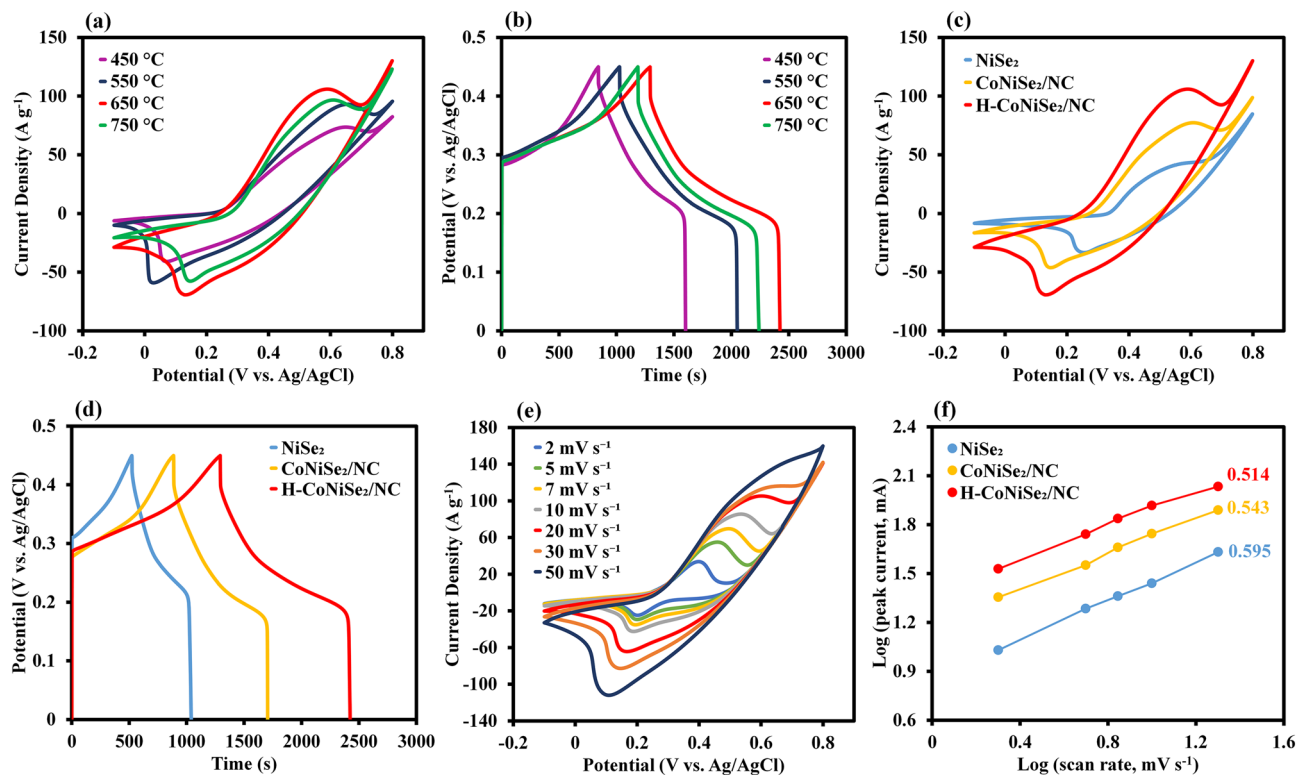 (a)
150
100
50
0
-50
-100
-0.2
0
0.2
0.4
0.6
0.8
Current Density (A g⁻¹)
Potential (V vs. Ag/AgCl)
450 °C
550 °C
650 °C
750 °C
(b)
0.5
0.4
0.3
0.2
0.1
0
0
500
1000
1500
2000
2500
3000
Potential (V vs. Ag/AgCl)
Time (s)
450 °C
550 °C
650 °C
750 °C
(c)
150
100
50
0
-50
-100
-0.2
0
0.2
0.4
0.6
0.8
Current Density (A g⁻¹)
Potential (V vs. Ag/AgCl)
NiSe₂
CoNiSe₂/NC
H-CoNiSe₂/NC
(d)
0.5
0.4
0.3
0.2
0.1
0
0
500
1000
1500
2000
2500
3000
Potential (V vs. Ag/AgCl)
Time (s)
NiSe₂
CoNiSe₂/NC
H-CoNiSe₂/NC
(e)
180
140
100
60
20
-20
-60
-100
-140
-0.2
0
0.2
0.4
0.6
0.8
Current Density (A g⁻¹)
Potential (V vs. Ag/AgCl)
2 mV s⁻¹
5 mV s⁻¹
7 mV s⁻¹
10 mV s⁻¹
20 mV s⁻¹
30 mV s⁻¹
50 mV s⁻¹
(f)
2.4
2.1
1.8
1.5
1.2
0.9
0.6
0
0.4
0.7
1.0
1.3
1.6
Log (peak current, mA)
Log (scan rate, mV s⁻¹)
NiSe₂
CoNiSe₂/NC
H-CoNiSe₂/NC
0.514
0.543
0.595